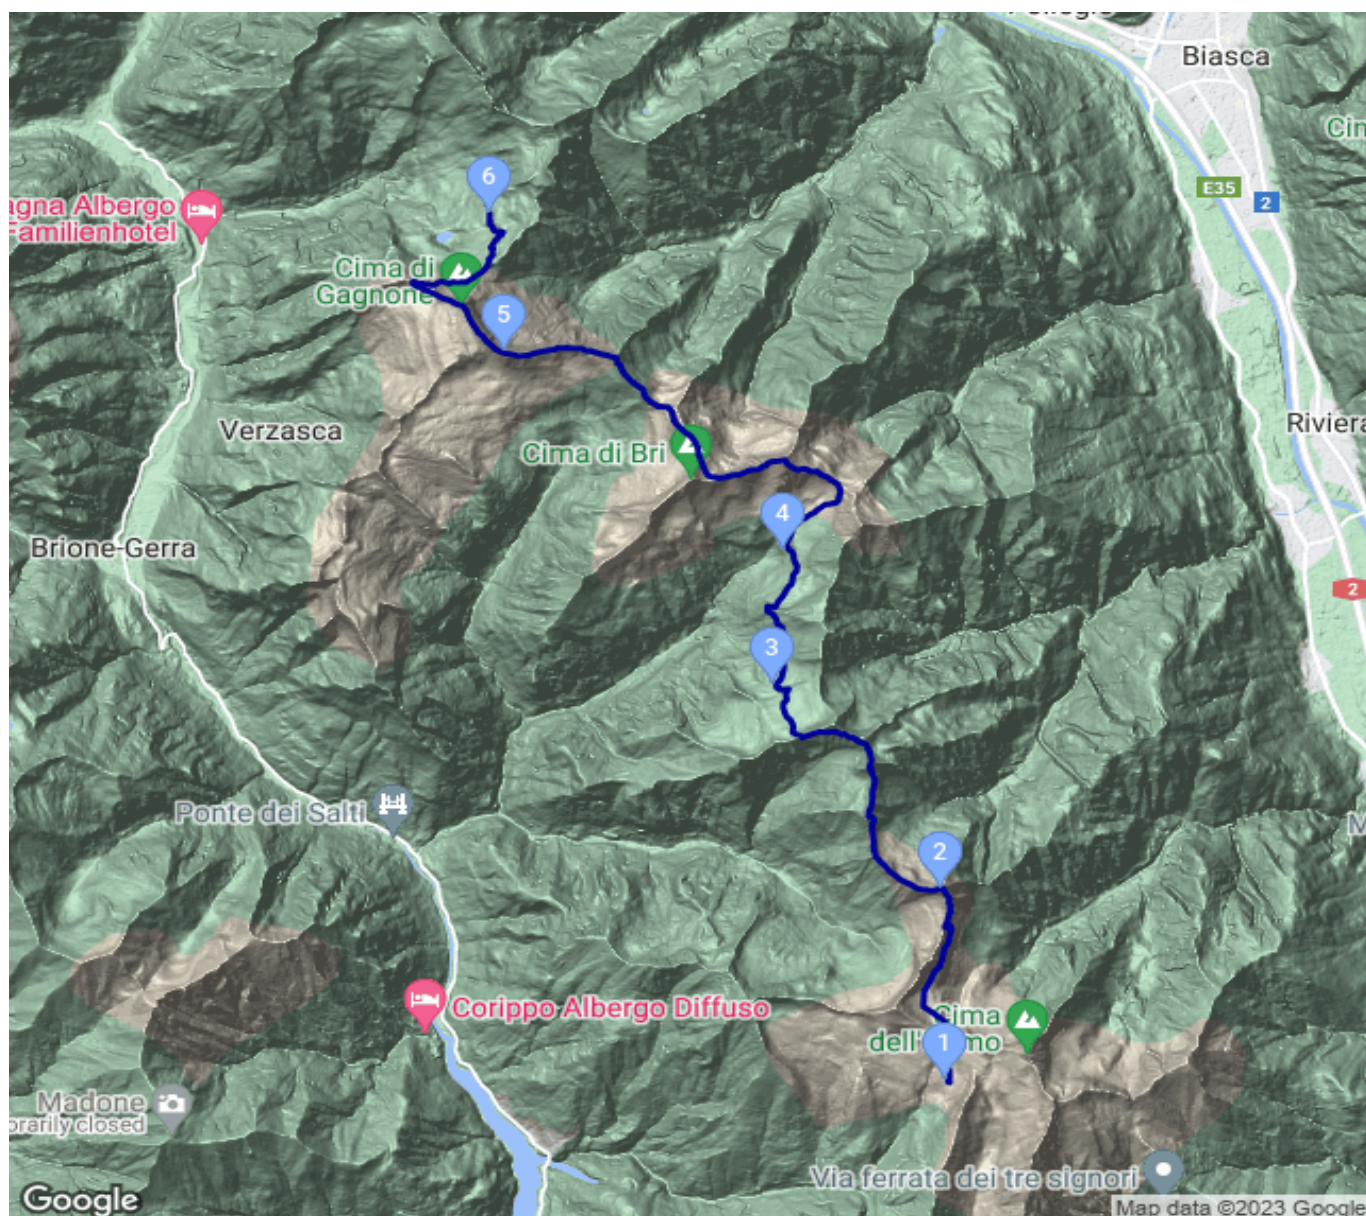 Biasca
E35
2
6
agna Albergo
Familienhotel
Cima di
Gagnone
5
Riviera
Verzasca
Cima di Bri
4
Brione-Gerra
2
3
Ponte dei Salti
2
Cima
1
Corippo Albergo Diffuso
Madone
orarily closed
Via ferrata dei tre signori
Google
Map data ©2023 Google